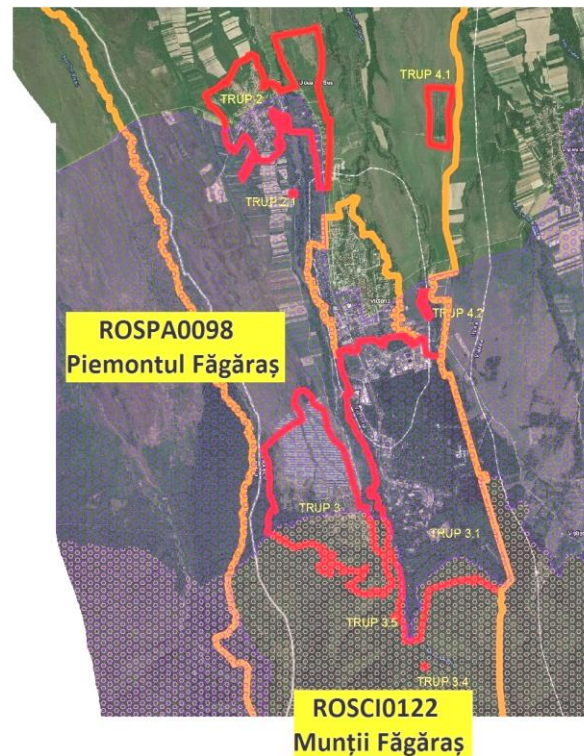 TRUP 2
TRUP 4.1
TRUP 2.1
TRUP 4.2
ROSPA0098
Piemontul Făgăraș
TRUP 3
TRUP 3.1
TRUP 3.5
TRUP 3.4
ROSCI0122
Munții Făgăraș